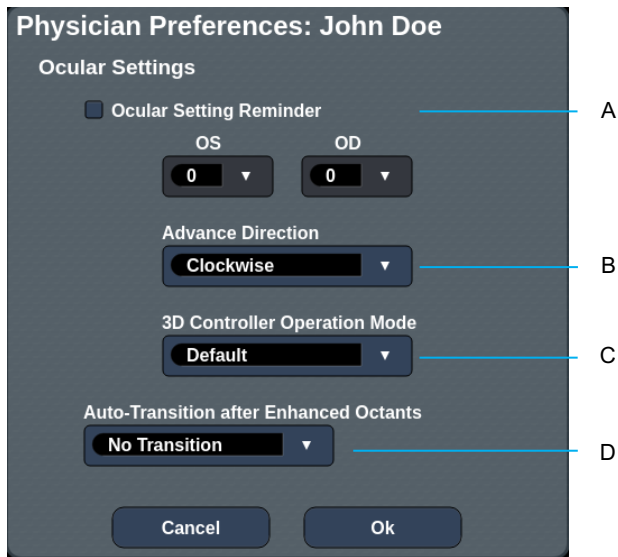 Physician Preferences: John Doe
Ocular Settings
Ocular Setting Reminder
A
OS OD
0 0
Advance Direction
Clockwise
B
3D Controller Operation Mode
Default
C
Auto-Transition after Enhanced Octants
No Transition
D
Cancel Ok